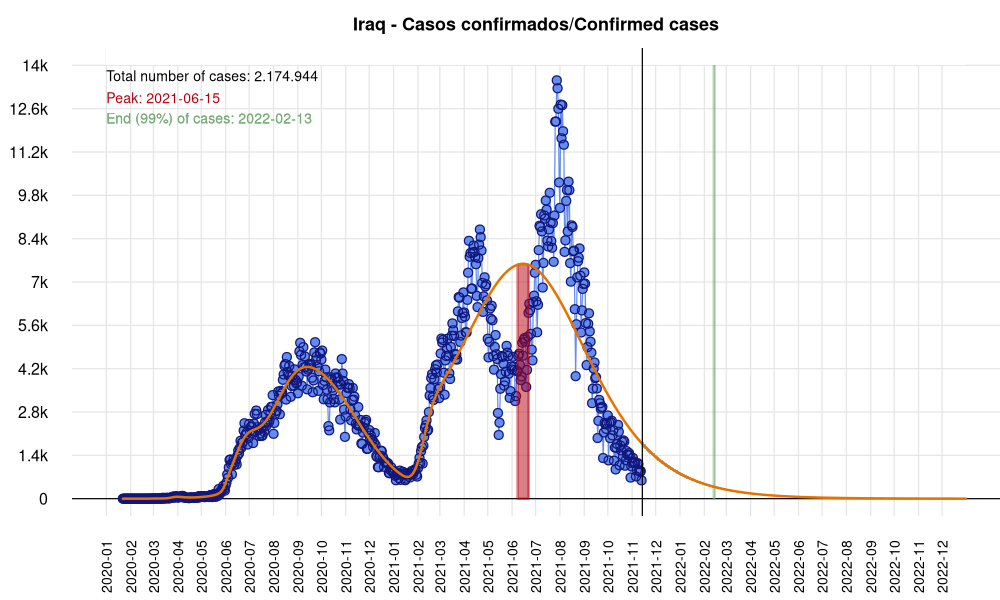 Iraq - Casos confirmados/Confirmed cases
Total number of cases: 2.174.944
Peak: 2021-06-15
End (99%) of cases: 2022-02-13
14k
12.6k
11.2k
9.8k
8.4k
7k
5.6k
4.2k
2.8k
1.4k
0
2020-01
2020-02
2020-03
2020-04
2020-05
2020-06
2020-07
2020-08
2020-09
2020-10
2020-11
2020-12
2021-01
2021-02
2021-03
2021-04
2021-05
2021-06
2021-07
2021-08
2021-09
2021-10
2021-11
2021-12
2022-01
2022-02
2022-03
2022-04
2022-05
2022-06
2022-07
2022-08
2022-09
2022-10
2022-11
2022-12